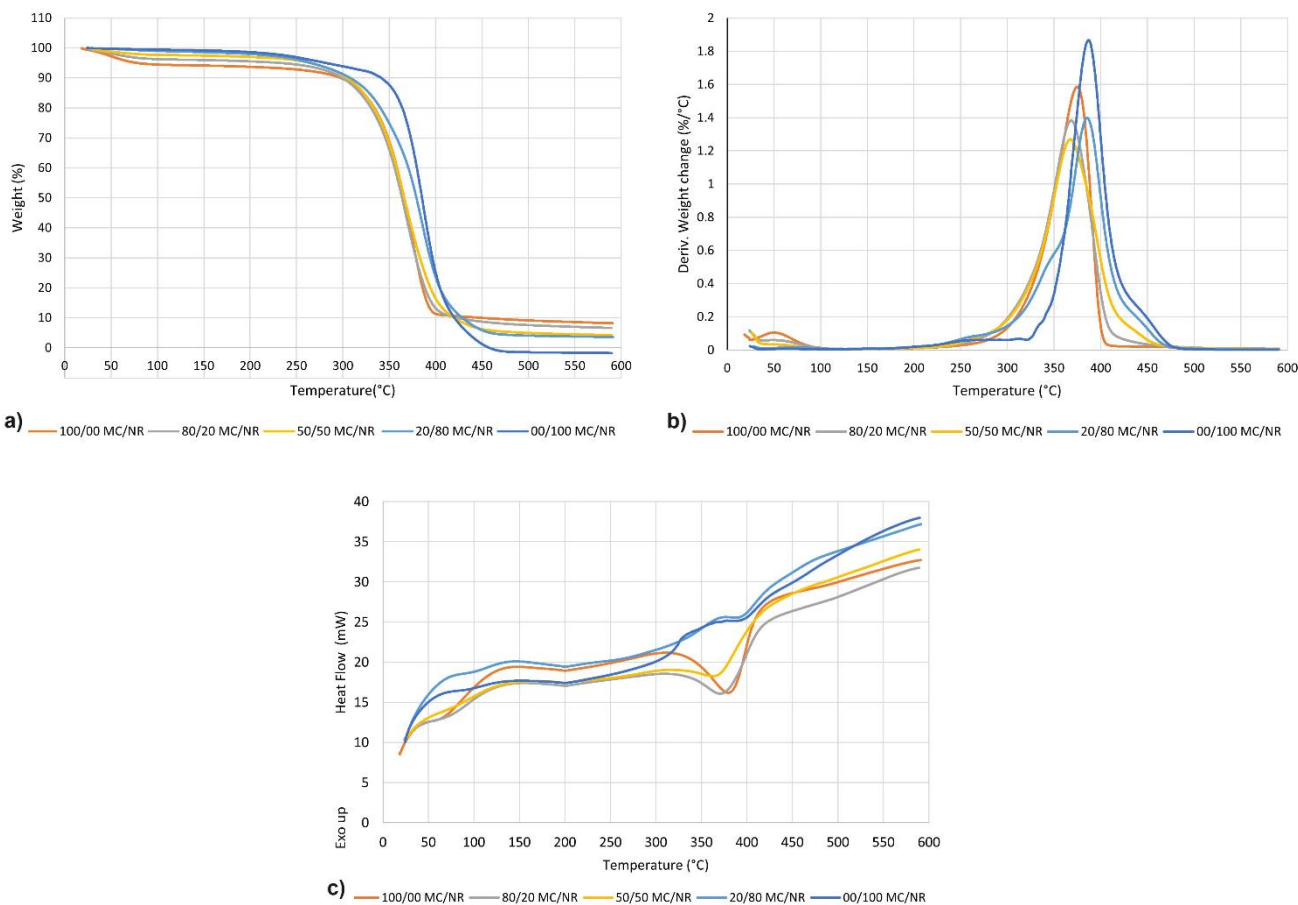 110
100
90
80
70
60
50
40
30
20
10
0
Weight (%)
0 50 100 150 200 250 300 350 400 450 500 550 600
Temperature(°C)
a) 100/00 MC/NR 80/20 MC/NR 50/50 MC/NR 20/80 MC/NR 00/100 MC/NR
2
1.8
1.6
1.4
1.2
1
0.8
0.6
0.4
0.2
0
Deriv. Weight change (%/°C)
0 50 100 150 200 250 300 350 400 450 500 550 600
Temperature (°C)
b) 100/00 MC/NR 80/20 MC/NR 50/50 MC/NR 20/80 MC/NR 00/100 MC/NR
40
35
30
25
20
15
10
5
0
Heat Flow (mW)
Exo up
0 50 100 150 200 250 300 350 400 450 500 550 600
Temperature (°C)
c) 100/00 MC/NR 80/20 MC/NR 50/50 MC/NR 20/80 MC/NR 00/100 MC/NR